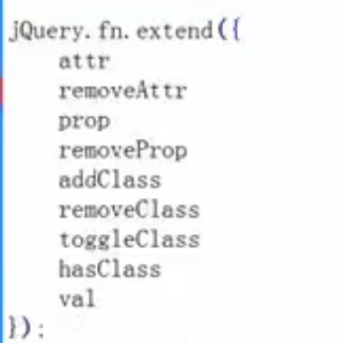 jQuery.fn.extend({
attr
removeAttr
prop
removeProp
addClass
removeClass
toggleClass
hasClass
val
});